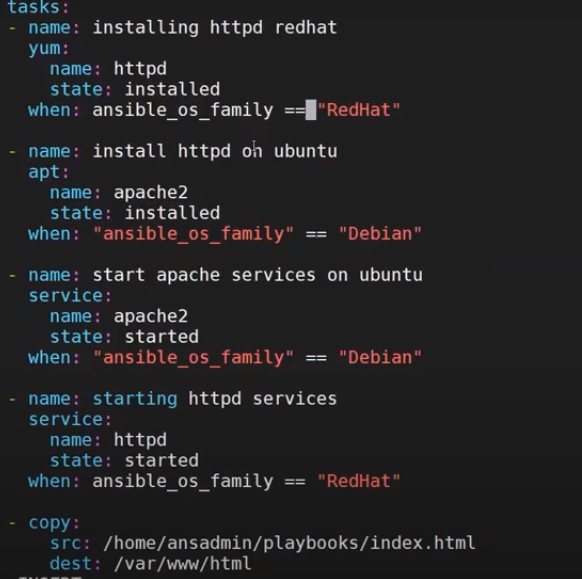 tasks:
- name: installing httpd redhat
  yum:
    name: httpd
    state: installed
  when: ansible_os_family == "RedHat"
- name: install httpd on ubuntu
  apt:
    name: apache2
    state: installed
  when: "ansible_os_family" == "Debian"
- name: start apache services on ubuntu
  service:
    name: apache2
    state: started
  when: "ansible_os_family" == "Debian"
- name: starting httpd services
  service:
    name: httpd
    state: started
  when: ansible_os_family == "RedHat"
- copy:
    src: /home/ansadmin/playbooks/index.html
    dest: /var/www/html